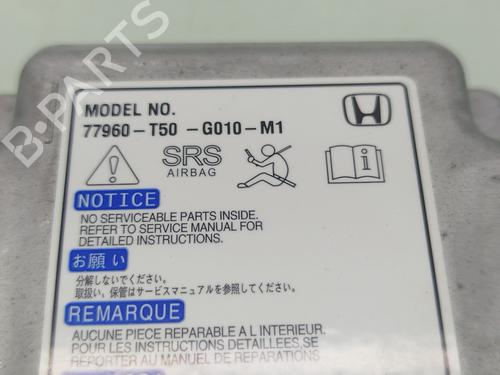 B-PARTS
MODEL NO.
77960-T50-G010-M1
SRS
AIRBAG
NOTICE
NO SERVICEABLE PARTS INSIDE.
REFER TO SERVICE MANUAL FOR
DETAILED INSTRUCTIONS.
お願い
分解しないでください。
取扱い、保管はサービスマニュアルを参照してください。
REMARQUE
AUCUNE PIECE REPARABLE A L INTERIEUR.
POUR LES INSTRUCTIONS DETAILLEES,SE
REPORTER AU MANUEL DE REPARATIONS